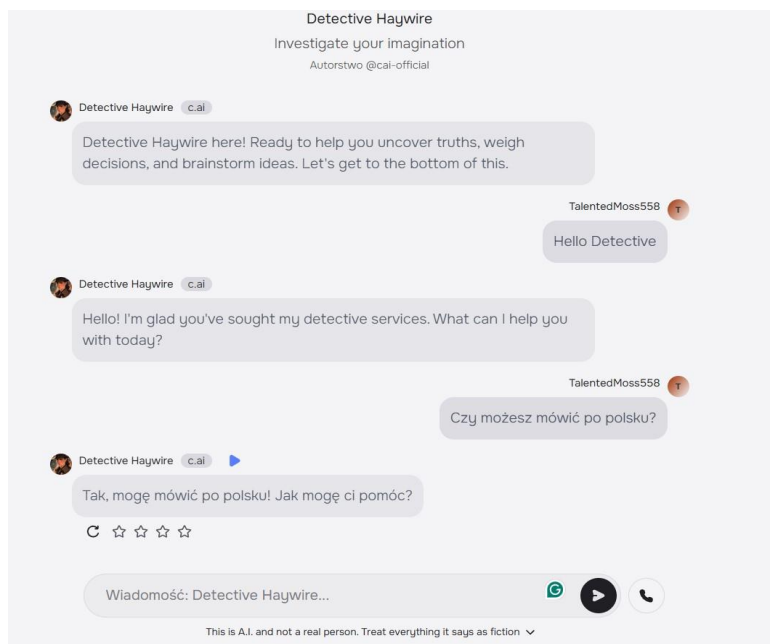 Detective Haywire
Investigate your imagination
Autorstwo @cai-official
Detective Haywire c.ai
Detective Haywire here! Ready to help you uncover truths, weigh
decisions, and brainstorm ideas. Let's get to the bottom of this.
TalentedMoss558
T
Hello Detective
Detective Haywire c.ai
Hello! I'm glad you've sought my detective services. What can I help you
with today?
TalentedMoss558
T
Czy możesz mówić po polsku?
Detective Haywire c.ai
Tak, mogę mówić po polsku! Jak mogę ci pomóc?
Wiadomość: Detective Haywire...
This is A.I. and not a real person. Treat everything it says as fiction